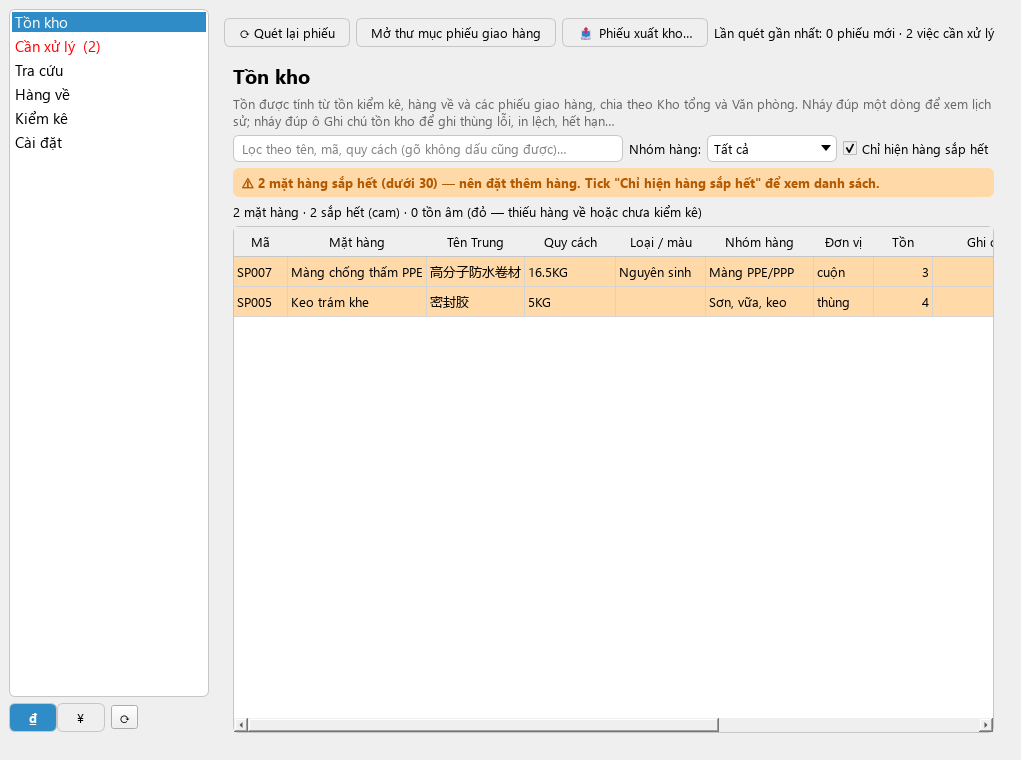 Tồn kho
Cần xử lý (2)
Tra cứu
Hàng về
Kiểm kê
Cài đặt
₫ ¥ ⟳
⟳ Quét lại phiếu
Mở thư mục phiếu giao hàng
Phiếu xuất kho...
Lần quét gần nhất: 0 phiếu mới · 2 việc cần xử lý
Tồn kho
Tồn được tính từ tồn kiểm kê, hàng về và các phiếu giao hàng, chia theo Kho tổng và Văn phòng. Nháy đúp một dòng để xem lịch
sử; nháy đúp ô Ghi chú tồn kho để ghi thùng lỗi, in lệch, hết hạn...
Lọc theo tên, mã, quy cách (gõ không dấu cũng được)... Nhóm hàng: Tất cả Chỉ hiện hàng sắp hết
⚠ 2 mặt hàng sắp hết (dưới 30) — nên đặt thêm hàng. Tick "Chỉ hiện hàng sắp hết" để xem danh sách.
2 mặt hàng · 2 sắp hết (cam) · 0 tồn âm (đỏ — thiếu hàng về hoặc chưa kiểm kê)
Mã Mặt hàng Tên Trung Quy cách Loại / màu Nhóm hàng Đơn vị Tồn Ghi
SP007 Màng chống thấm PPE 高分子防水卷材 16.5KG Nguyên sinh Màng PPE/PPP cuộn 3
SP005 Keo trám khe 密封胶 5KG Sơn, vữa, keo thùng 4